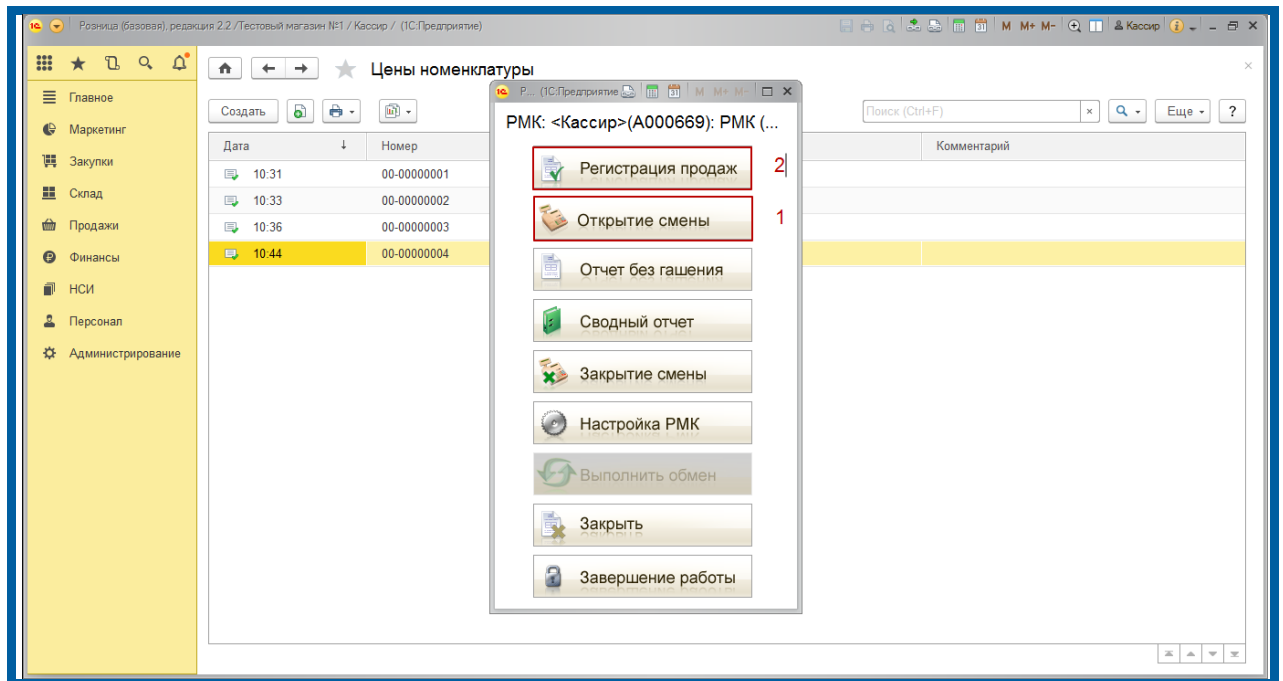 Розница (базовая), редакция 2.2 /Тестовый магазин №1 / Кассир / (1С:Предприятие)
M M+ M-
Кассир
Цены номенклатуры
Главное
Маркетинг
Закупки
Склад
Продажи
Финансы
НСИ
Персонал
Администрирование
Создать
Поиск (Ctrl+F)
×
Еще
?
Дата ↓ Номер Комментарий
10:31 00-00000001
10:33 00-00000002
10:36 00-00000003
10:44 00-00000004
Р... (1С:Предприятие M M+ M-
РМК: <Кассир>(A000669): РМК (...
Регистрация продаж 2
Открытие смены 1
Отчет без гашения
Сводный отчет
Закрытие смены
Настройка РМК
Выполнить обмен
Закрыть
Завершение работы